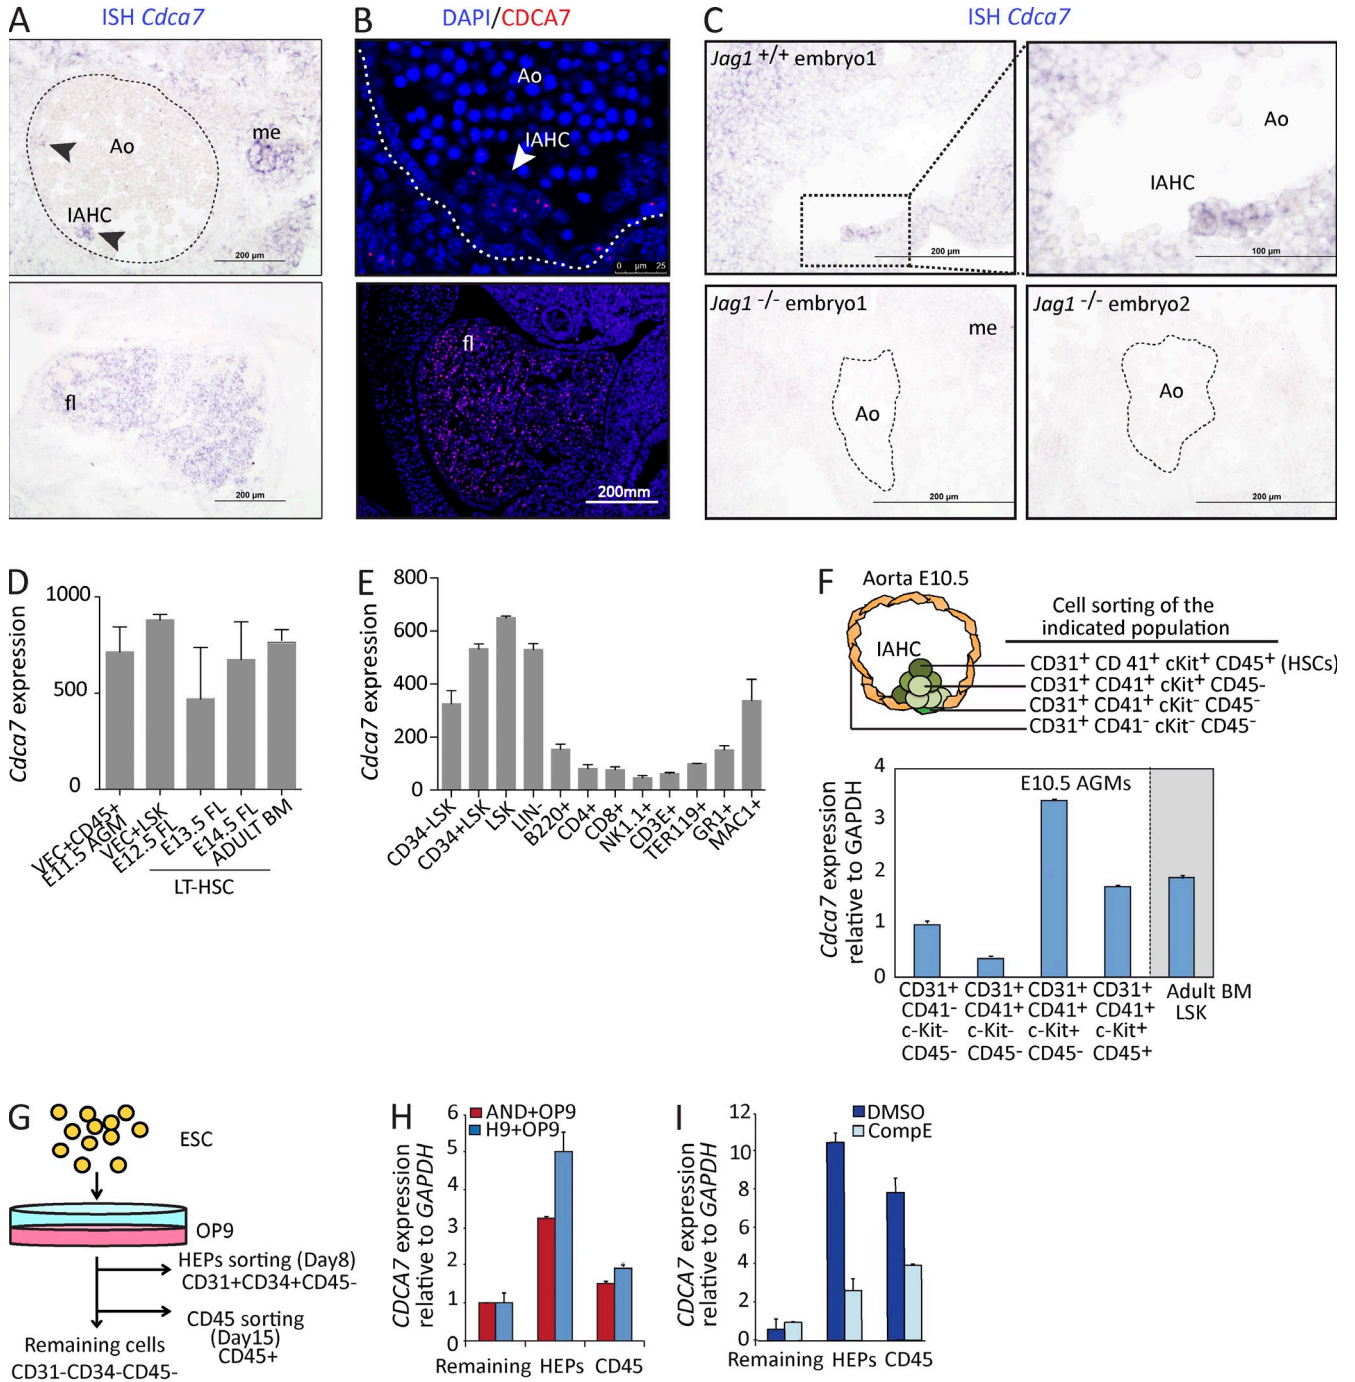 A
ISH Cdca7
Ao
me
IAHC
200 µm
fl
200 µm
B
DAPI/CDCA7
Ao
IAHC
0 µm 25
fl
200mm
C
ISH Cdca7
Jag1 +/+ embryo1
200 µm
Ao
IAHC
100 µm
Jag1 -/- embryo1
me
Ao
200 µm
Jag1 -/- embryo2
Ao
200 µm
D
Cdca7 expression
1000
500
0
VEC+CD45+
E11.5 AGM
VEC+LSK
E12.5 FL
E13.5 FL
E14.5 FL
ADULT BM
LT-HSC
E
Cdca7 expression
800
600
400
200
0
CD34-LSK
CD34+LSK
LSK
LIN-
B220+
CD4+
CD8+
NK1.1+
CD3E+
TER119+
GR1+
MAC1+
F
Aorta E10.5
IAHC
Cell sorting of the
indicated population
CD31+ CD 41+ cKit+ CD45+ (HSCs)
CD31+ CD41+ cKit+ CD45-
CD31+ CD41+ cKit- CD45-
CD31+ CD41- cKit- CD45-
Cdca7 expression
relative to GAPDH
4
3
2
1
0
E10.5 AGMs
CD31+ CD31+ CD31+ CD31+
CD41- CD41+ CD41+ CD41+
c-Kit- c-Kit- c-Kit+ c-Kit+
CD45- CD45- CD45- CD45+
Adult BM
LSK
G
ESC
OP9
HEPs sorting (Day8)
CD31+CD34+CD45-
CD45 sorting
(Day15)
CD45+
Remaining cells
CD31-CD34-CD45-
H
CDCA7 expression
relative to GAPDH
6
5
4
3
2
1
0
AND+OP9
H9+OP9
Remaining HEPs CD45
I
CDCA7 expression
relative to GAPDH
12
10
8
6
4
2
0
DMSO
CompE
Remaining HEPs CD45